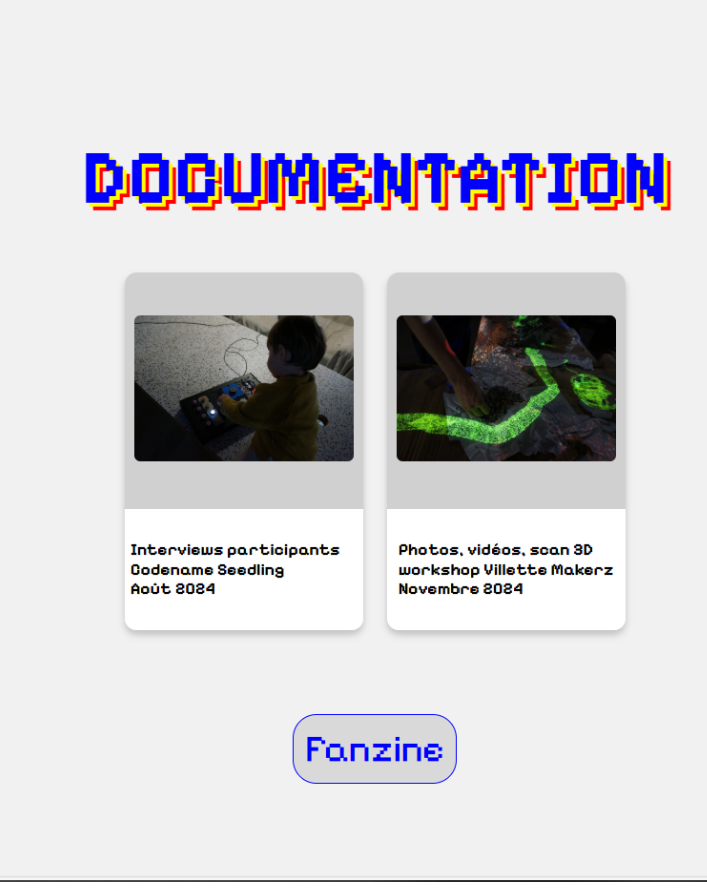 DOCUMENTATION
Interviews participants
Codename Seedling
Août 2024
Photos, vidéos, scan 3D
workshop Villette Makerz
Novembre 2024
Fanzine